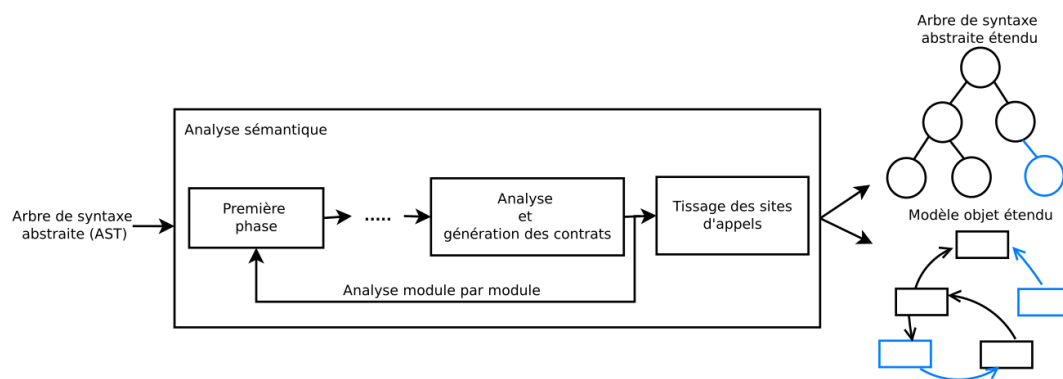 Arbre de syntaxe
abstraite étendu
Analyse sémantique
Arbre de syntaxe
abstraite (AST)
Première
phase
.....
Analyse
et
génération des contrats
Tissage des sites
d'appels
Analyse module par module
Modèle objet étendu